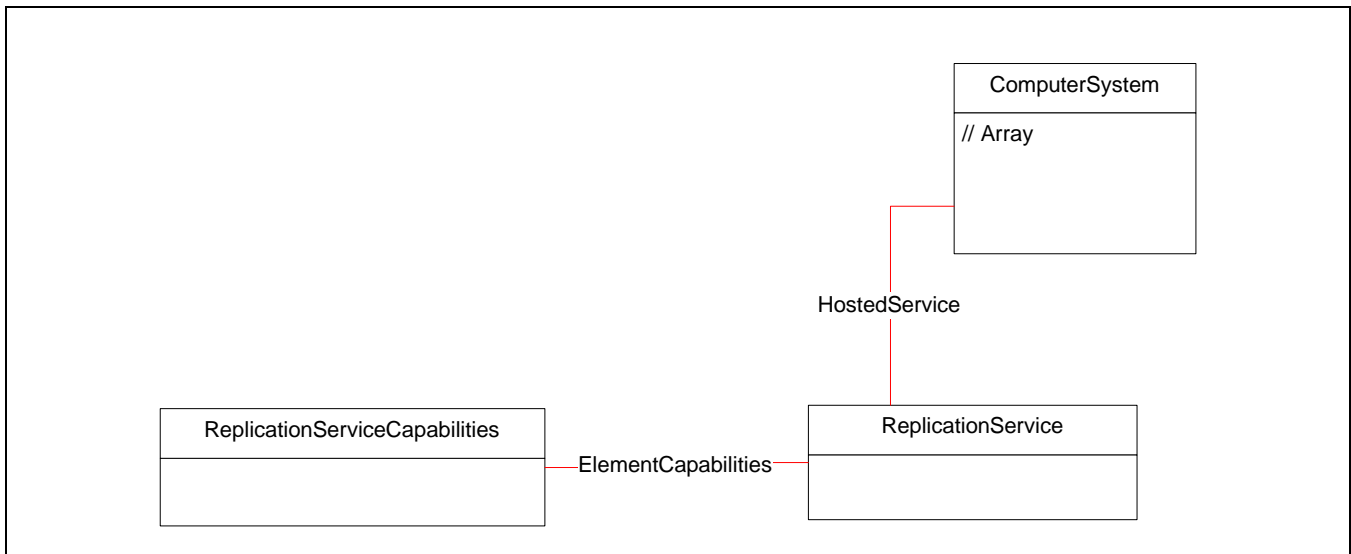 ComputerSystem
// Array
HostedService
ReplicationServiceCapabilities
ElementCapabilities
ReplicationService